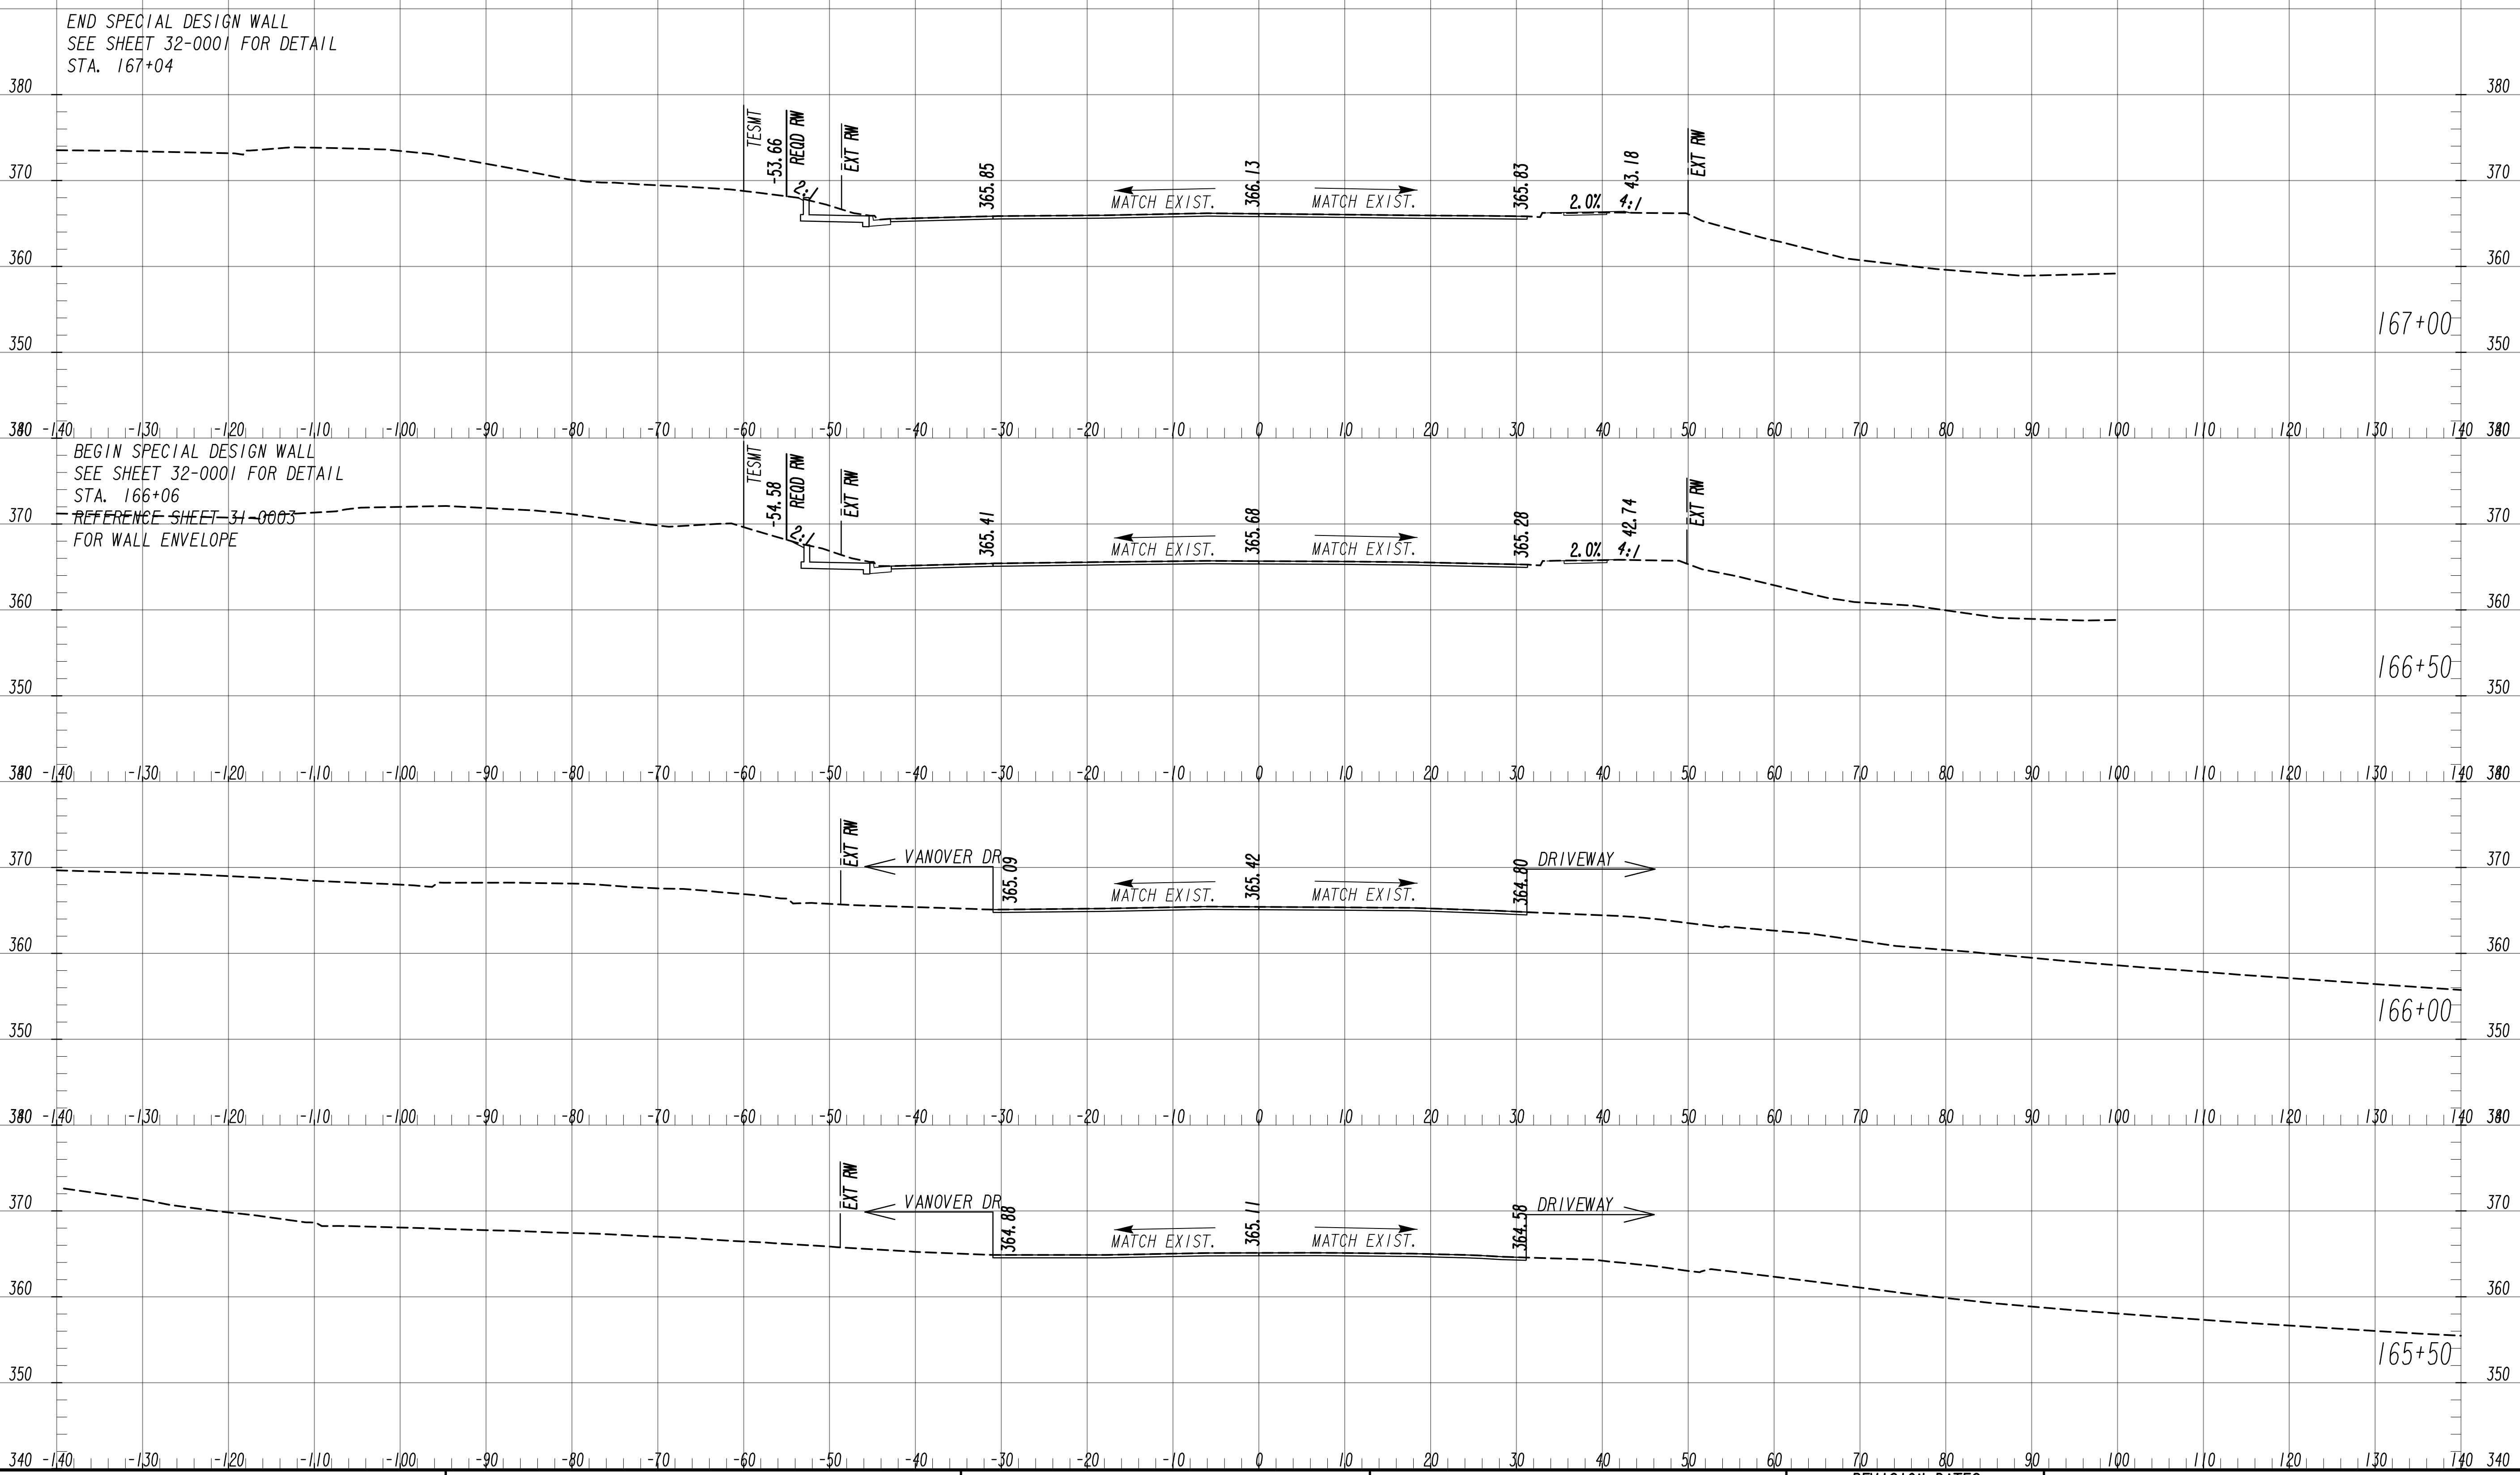 END SPECIAL DESIGN WALL
SEE SHEET 32-0001 FOR DETAIL
STA. 167+04
380 380
TESMT
-53.66
REQD RW
EXT RW
2:1
365.85
366.13
365.83
43.18
EXT RW
370 370
MATCH EXIST. MATCH EXIST.
2.0% 4:1
360 360
167+00
350 350
-140 -130 -120 -110 -100 -90 -80 -70 -60 -50 -40 -30 -20 -10 0 10 20 30 40 50 60 70 80 90 100 110 120 130 140
BEGIN SPECIAL DESIGN WALL
SEE SHEET 32-0001 FOR DETAIL
STA. 166+06
REFERENCE SHEET 31-0003
FOR WALL ENVELOPE
TESMT
-54.58
REQD RW
EXT RW
2:1
365.41
365.68
365.28
42.74
EXT RW
370 370
MATCH EXIST. MATCH EXIST.
2.0% 4:1
360 360
166+50
350 350
-140 -130 -120 -110 -100 -90 -80 -70 -60 -50 -40 -30 -20 -10 0 10 20 30 40 50 60 70 80 90 100 110 120 130 140
EXT RW
VANOVER DR
365.09
365.42
364.80
DRIVEWAY
370 370
MATCH EXIST. MATCH EXIST.
360 360
166+00
350 350
-140 -130 -120 -110 -100 -90 -80 -70 -60 -50 -40 -30 -20 -10 0 10 20 30 40 50 60 70 80 90 100 110 120 130 140
EXT RW
VANOVER DR
364.88
365.11
364.58
DRIVEWAY
370 370
MATCH EXIST. MATCH EXIST.
360 360
165+50
350 350
340 -140 -130 -120 -110 -100 -90 -80 -70 -60 -50 -40 -30 -20 -10 0 10 20 30 40 50 60 70 80 90 100 110 120 130 140 340